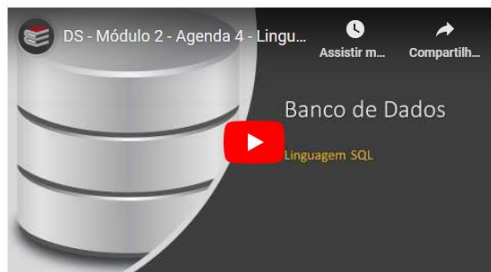 DS - Módulo 2 - Agenda 4 - Lingu...
Assistir m...
Compartilh...
Banco de Dados
Linguagem SQL